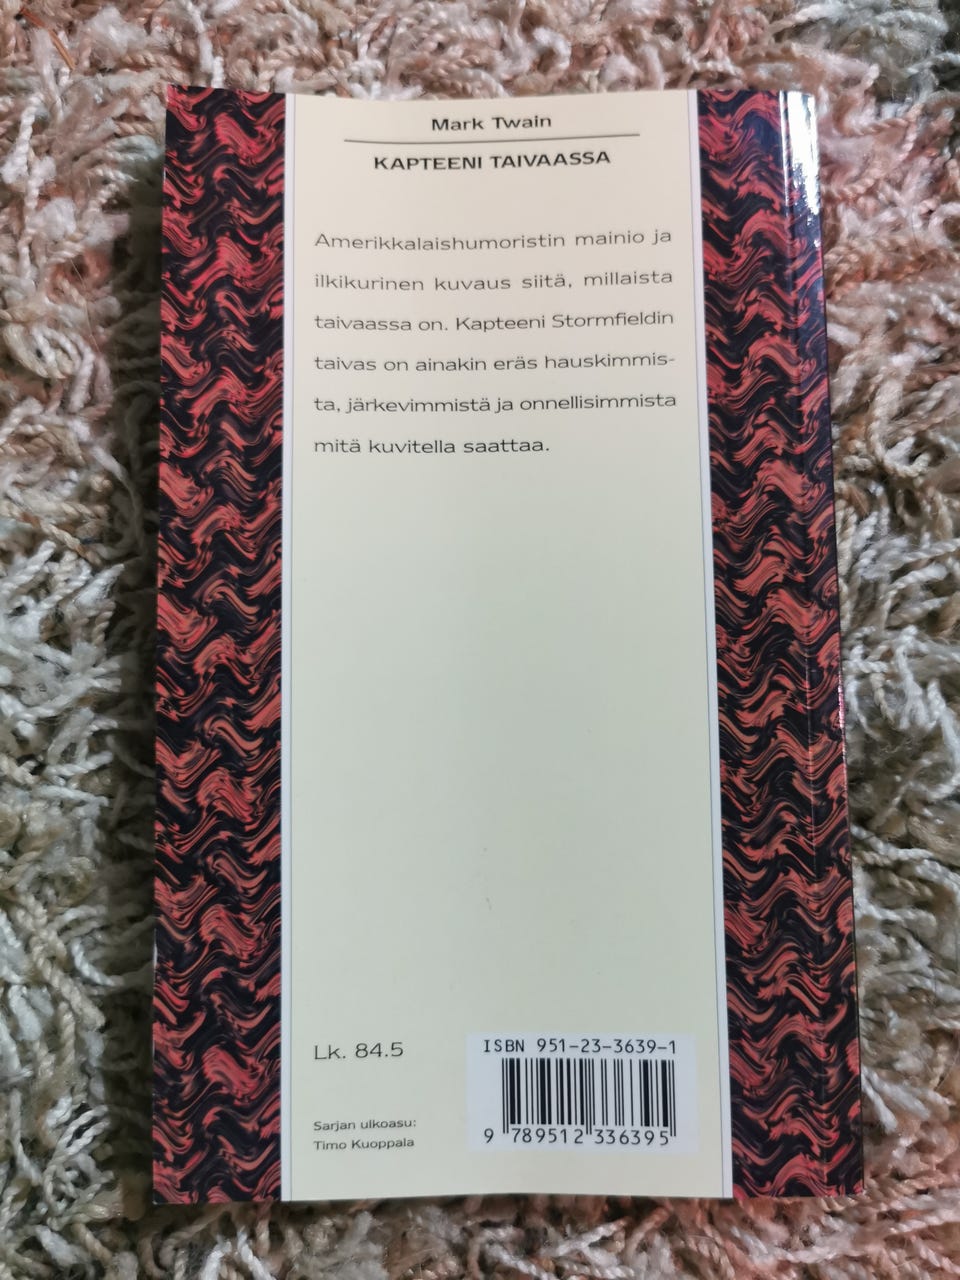 Mark Twain
KAPTEENI TAIVAASSA
Amerikkalaishumoristin mainio ja
ilkikurinen kuvaus siitä, millaista
taivaassa on. Kapteeni Stormfieldin
taivas on ainakin eräs hauskimmis-
ta, järkevimmistä ja onnellisimmista
mitä kuvitella saattaa.
Lk. 84.5
ISBN 951-23-3639-1
9 789512 336395
Sarjan ulkoasu:
Timo Kuoppala